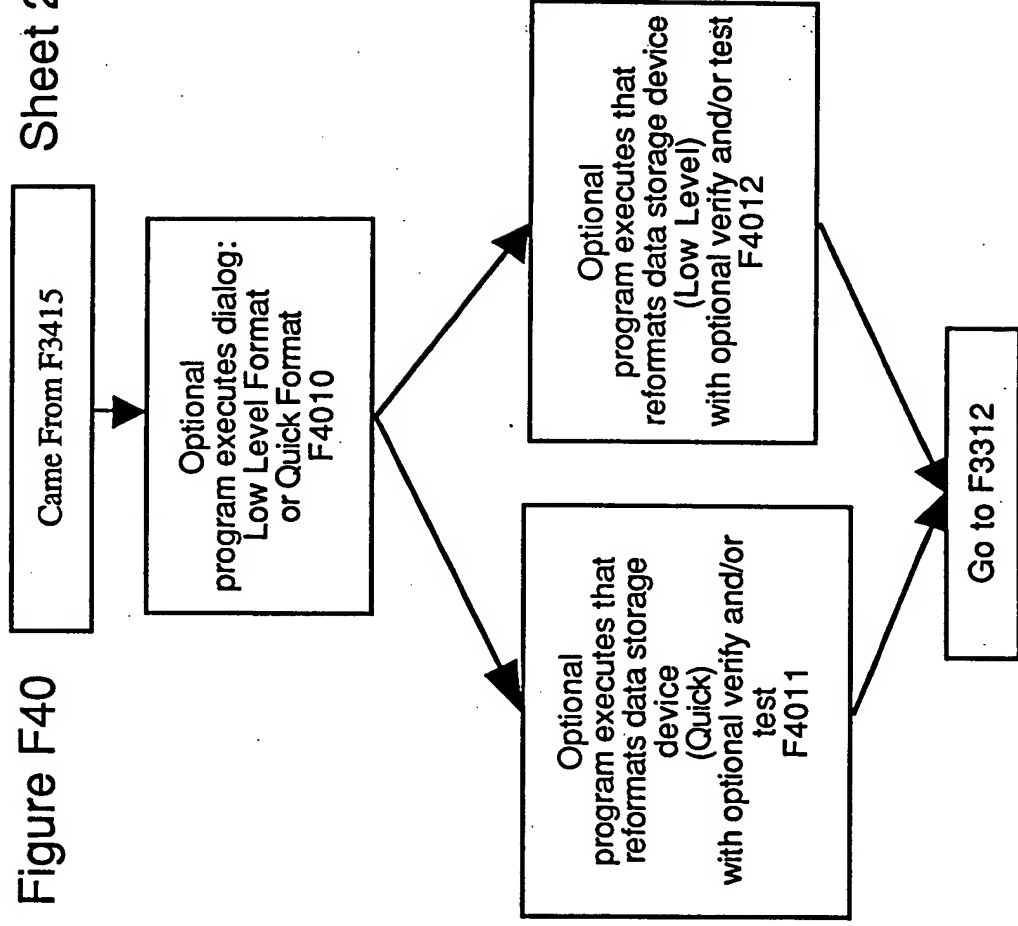 Figure F40
Sheet 2
Came From F3415
Optional
program executes dialog:
Low Level Format
or Quick Format
F4010
Optional
program executes that
reformats data storage
device
(Quick)
with optional verify and/or
test
F4011
Optional
program executes that
reformats data storage device
(Low Level)
with optional verify and/or test
F4012
Go to F3312